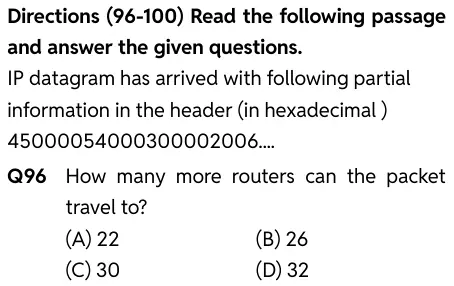 Directions (96-100) Read the following passage
and answer the given questions.
IP datagram has arrived with following partial
information in the header (in hexadecimal )
45000054000300002006....
Q96 How many more routers can the packet
travel to?
(A) 22 (B) 26
(C) 30 (D) 32